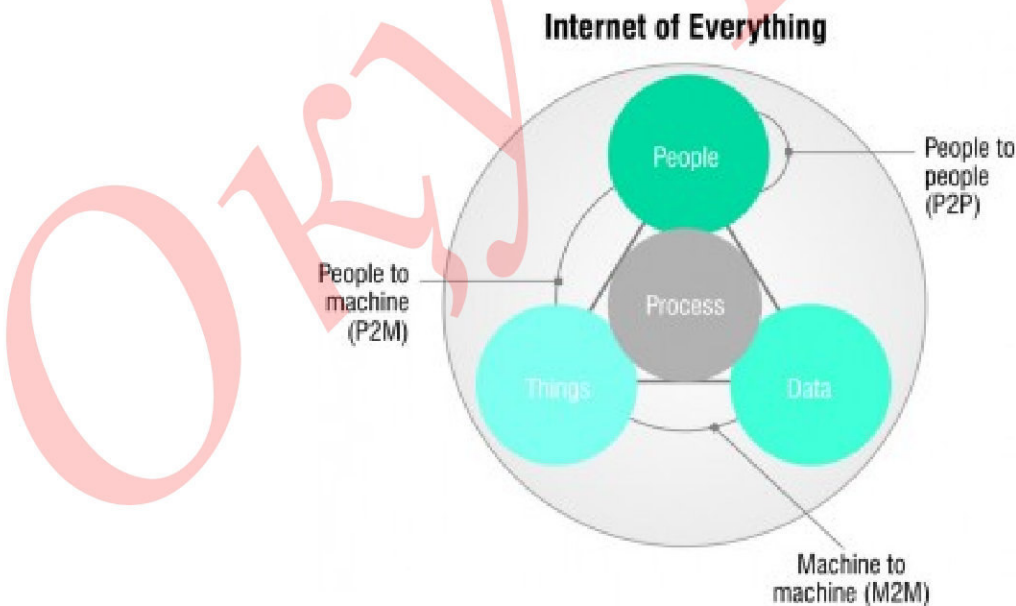 Internet of Everything
People
People to
people
(P2P)
People to
machine
(P2M)
Process
Things
Data
Machine to
machine (M2M)